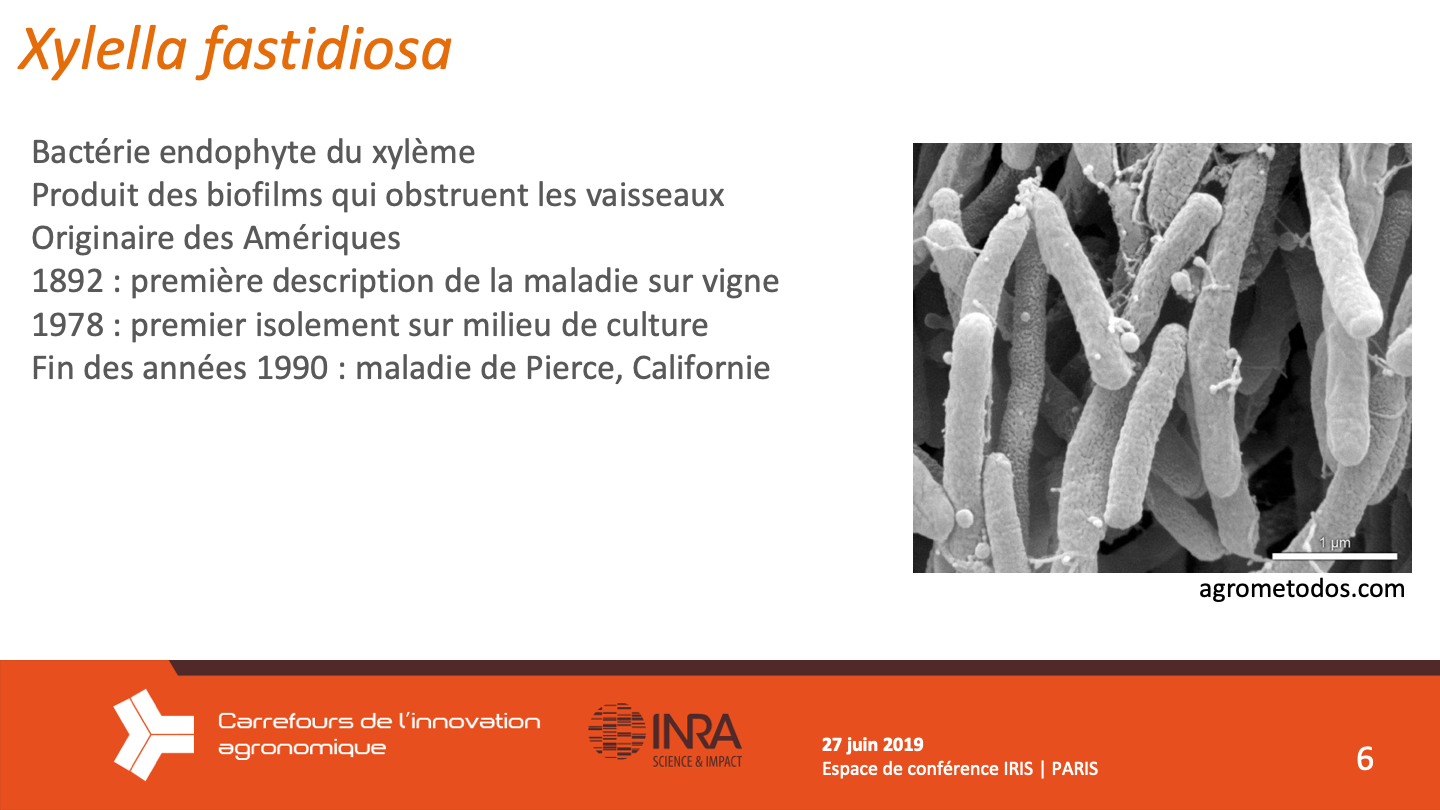 Xylella fastidiosa
Bactérie endophyte du xylème
Produit des biofilms qui obstruent les vaisseaux
Originaire des Amériques
1892 : première description de la maladie sur vigne
1978 : premier isolement sur milieu de culture
Fin des années 1990 : maladie de Pierce, Californie
1 µm
agrometodos.com
Carrefours de l'innovation
agronomique
INRA
SCIENCE & IMPACT
27 juin 2019
Espace de conférence IRIS | PARIS
6